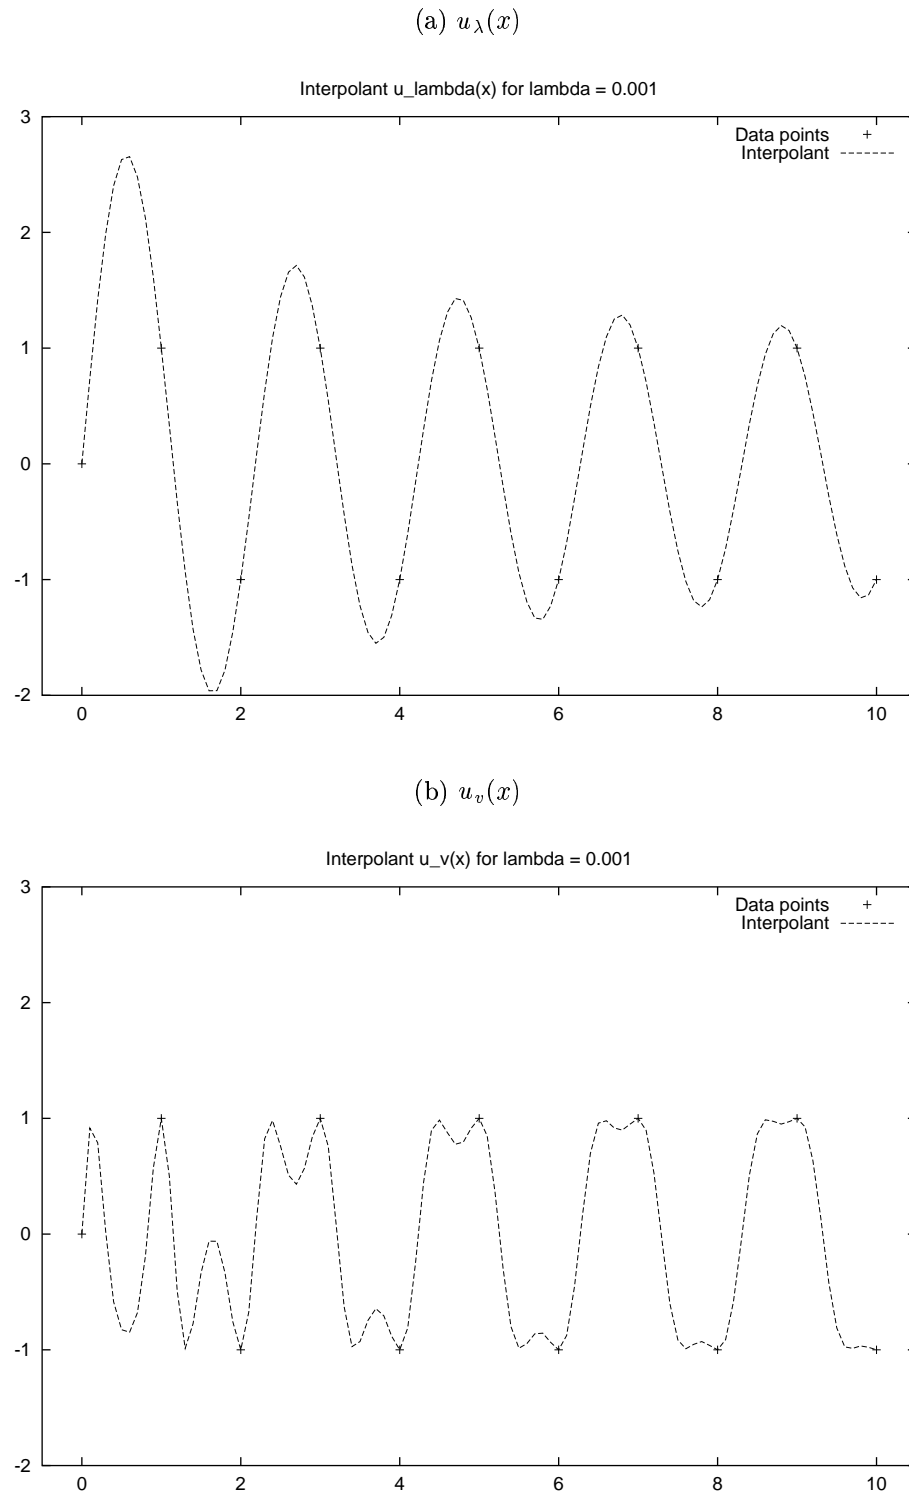 (a) u_λ(x)
Interpolant u_lambda(x) for lambda = 0.001
Data points
Interpolant
3
2
1
0
-1
-2
0 2 4 6 8 10
(b) u_v(x)
Interpolant u_v(x) for lambda = 0.001
Data points
Interpolant
3
2
1
0
-1
-2
0 2 4 6 8 10